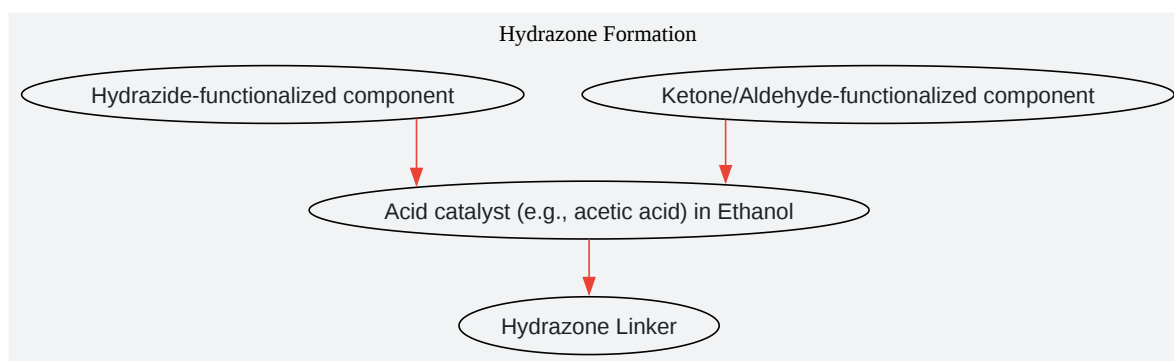 Hydrazone Formation
Hydrazide-functionalized component
Ketone/Aldehyde-functionalized component
Acid catalyst (e.g., acetic acid) in Ethanol
Hydrazone Linker